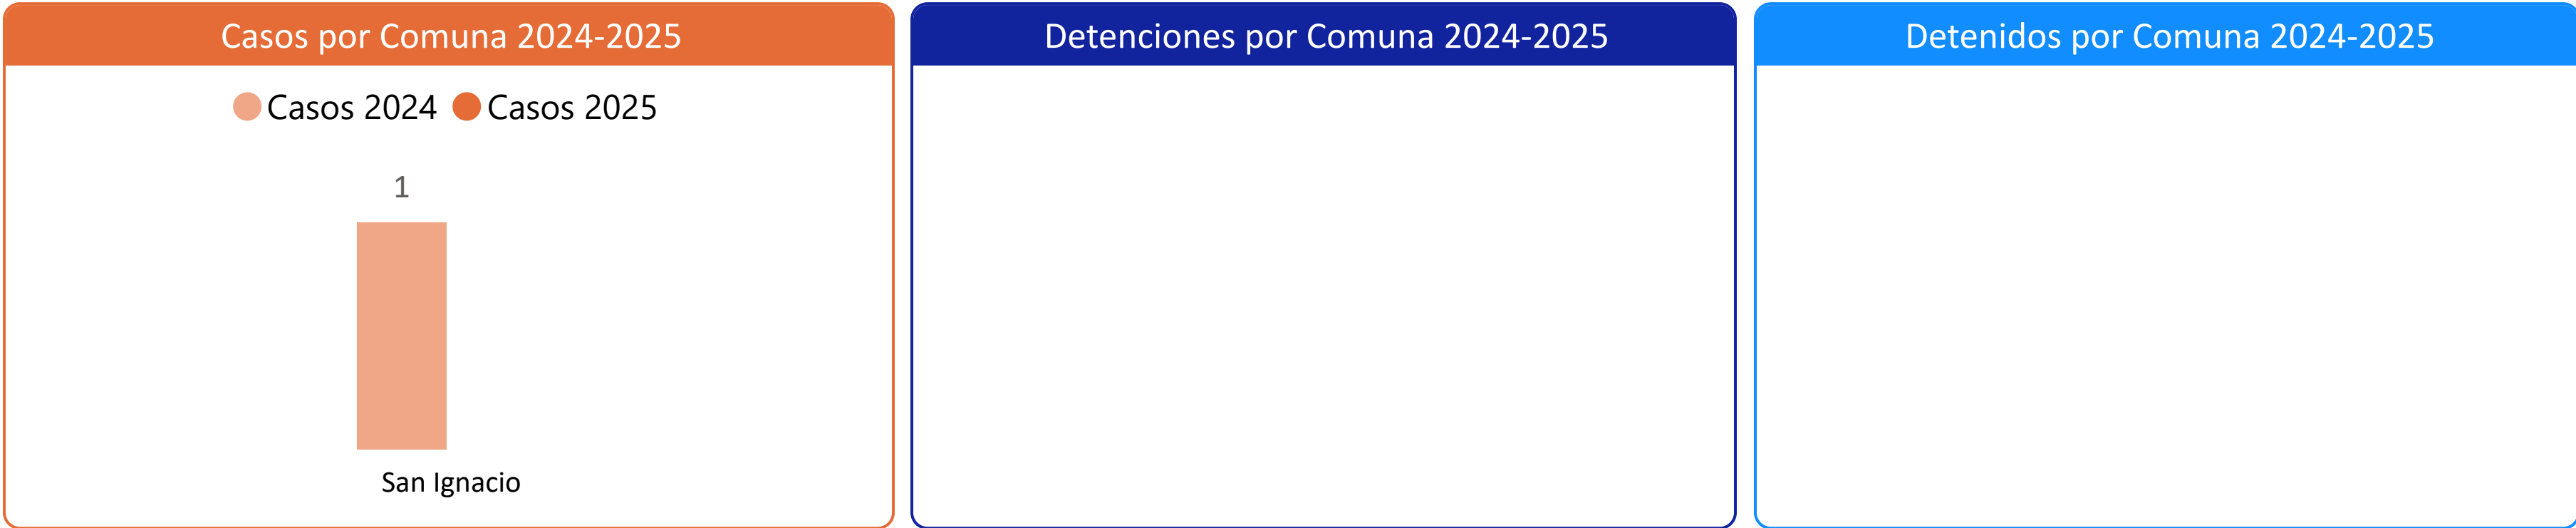 Casos por Comuna 2024-2025
Casos 2024 Casos 2025
1
San Ignacio
Detenciones por Comuna 2024-2025
Detenidos por Comuna 2024-2025